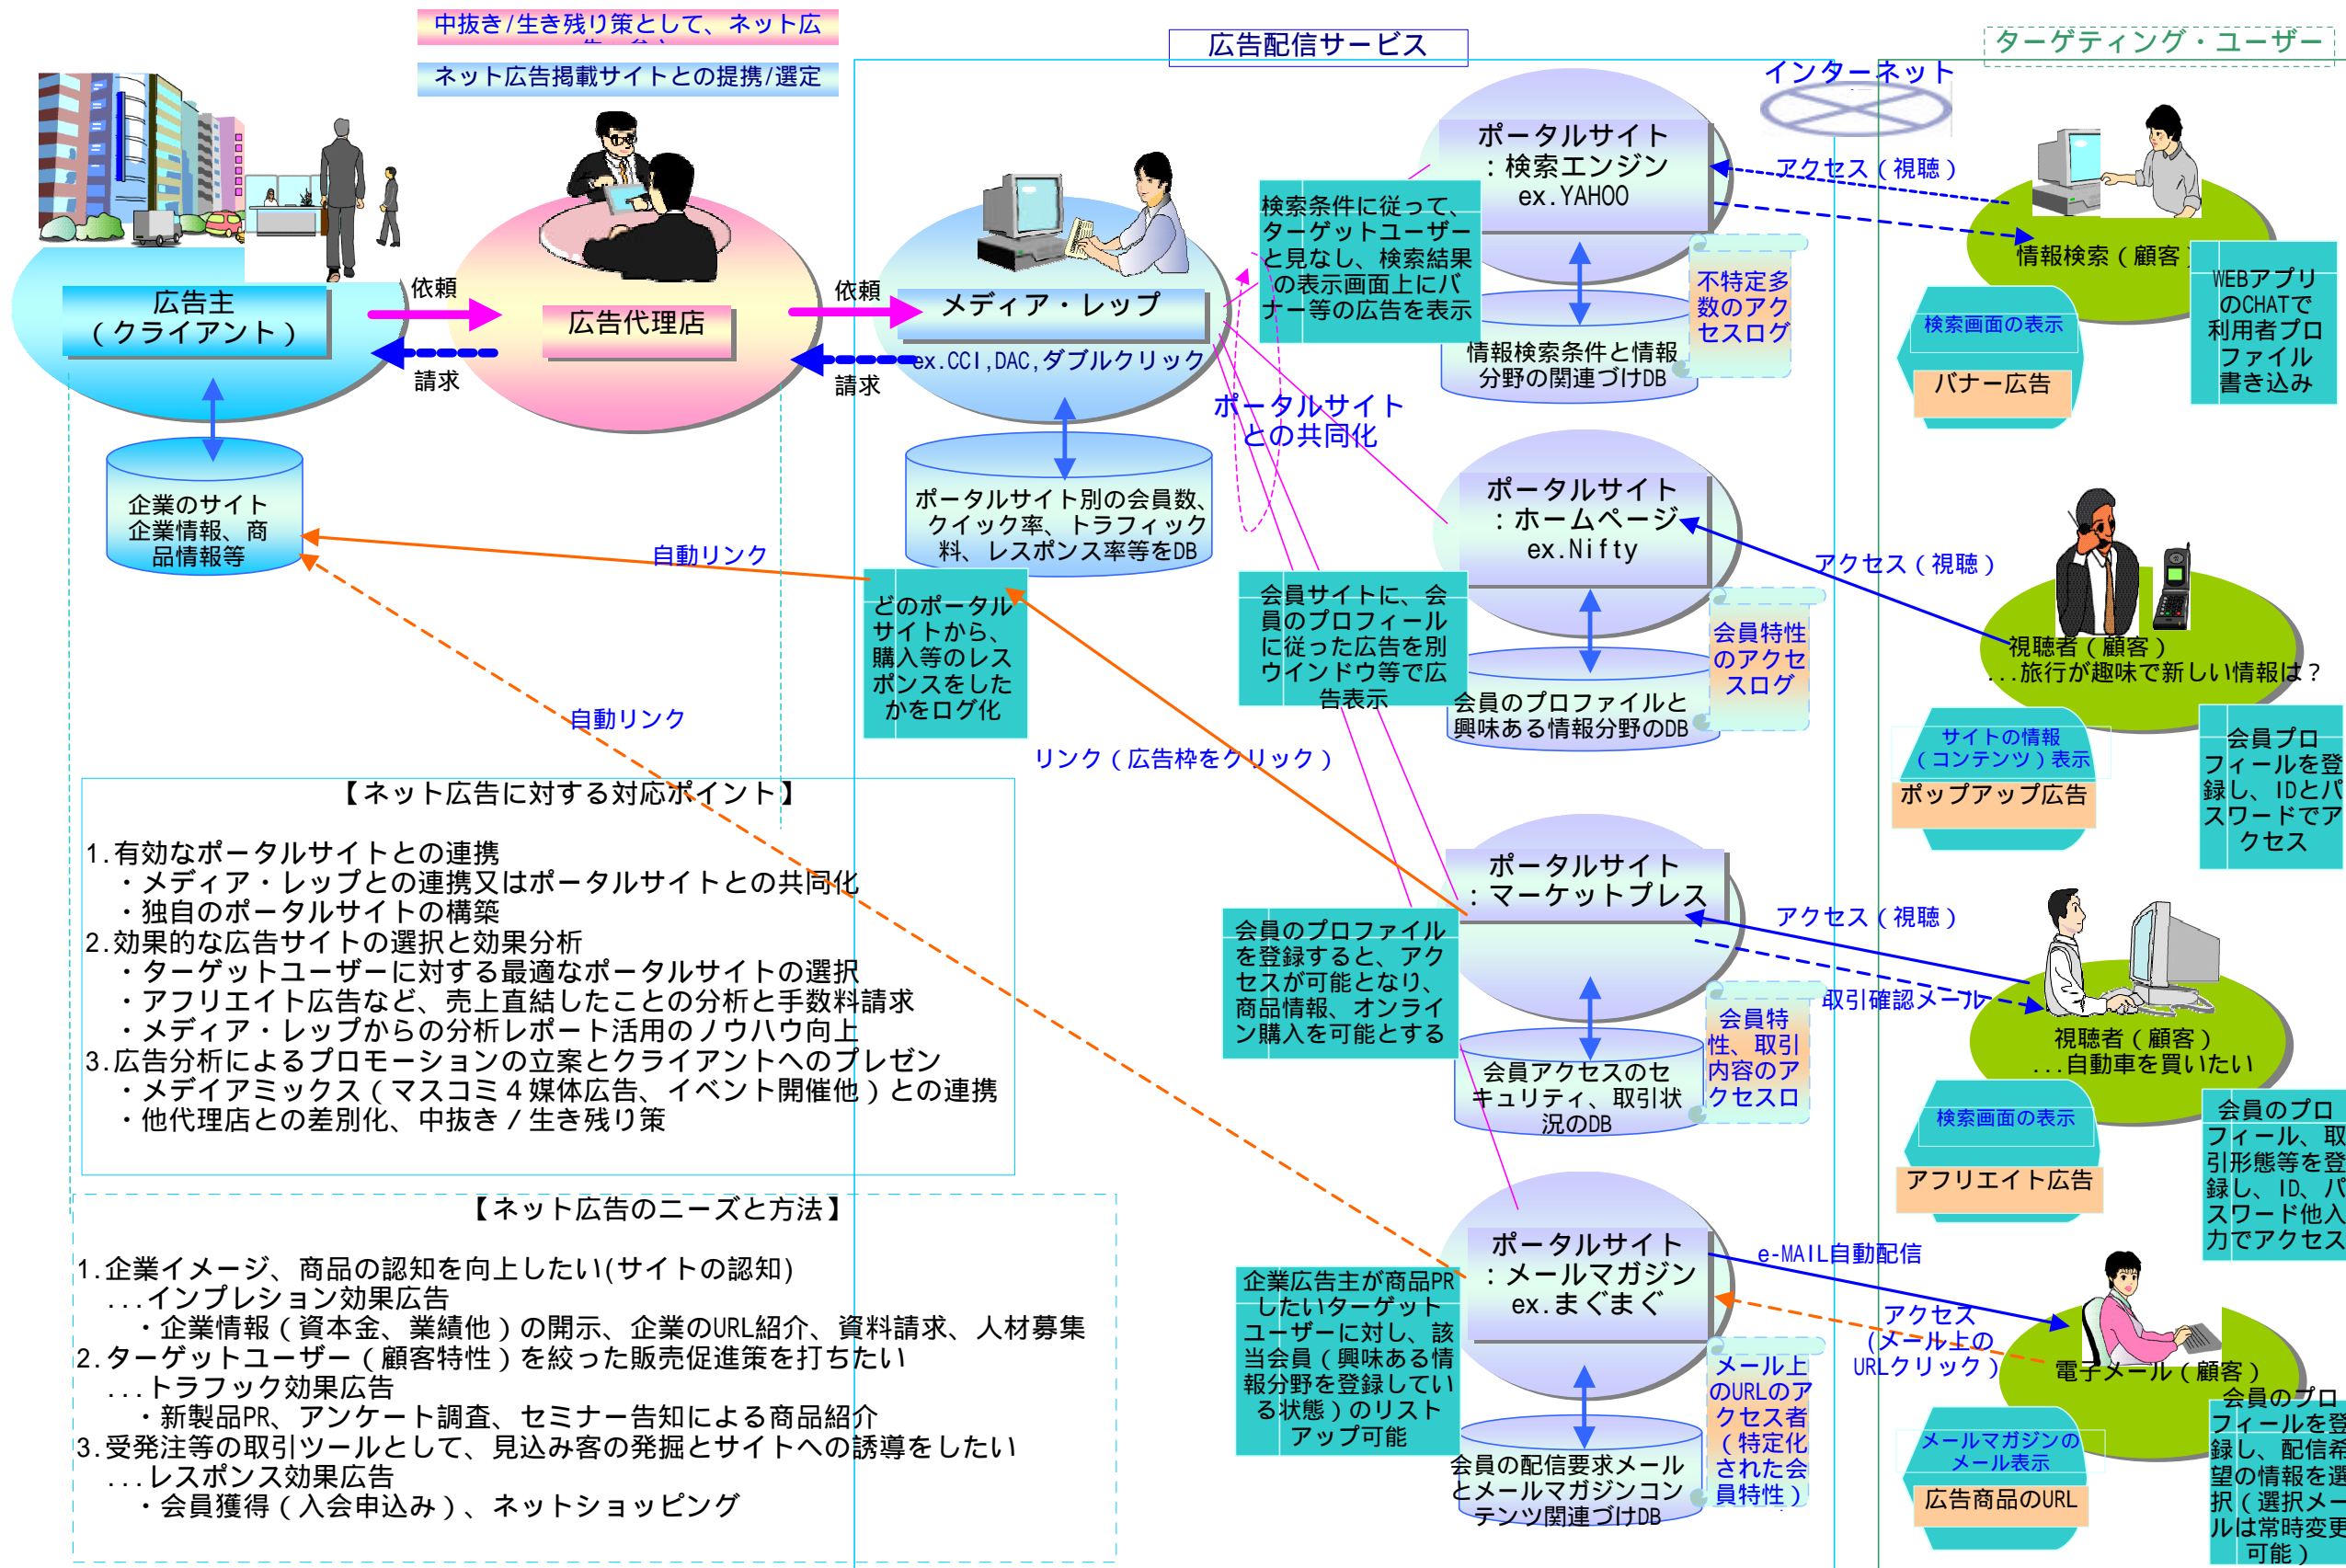 中抜き/生き残り策として、ネット広
ネット広告掲載サイトとの提携/選定
広告配信サービス
ターゲティング・ユーザー
インターネット
広告主
（クライアント）
依頼
請求
広告代理店
依頼
請求
メディア・レップ
ex.CCI,DAC,ダブルクリック
企業のサイト
企業情報、商
品情報等
ポータルサイト別の会員数、
クイック率、トラフィック
料、レスポンス率等をDB
ポータルサイト
との共同化
自動リンク
自動リンク
どのポータル
サイトから、
購入等のレス
ポンスをした
かをログ化
リンク（広告枠をクリック）
検索条件に従って、
ターゲットユーザー
と見なし、検索結果
の表示画面上にバ
ナー等の広告を表示
ポータルサイト
：検索エンジン
ex.YAHOO
情報検索条件と情報
分野の関連づけDB
不特定多
数のアク
セスログ
アクセス（視聴）
情報検索（顧客）
検索画面の表示
バナー広告
WEBアプリ
のCHATで
利用者プロ
ファイル
書き込み
会員サイトに、会
員のプロフィール
に従った広告を別
ウインドウ等で広
告表示
ポータルサイト
：ホームページ
ex.Nifty
会員のプロファイルと
興味ある情報分野のDB
会員特性
のアクセ
スログ
アクセス（視聴）
視聴者（顧客）
...旅行が趣味で新しい情報は？
サイトの情報
（コンテンツ）表示
ポップアップ広告
会員プロ
フィールを登
録し、IDとパ
スワードでア
クセス
会員のプロファイル
を登録すると、アク
セスが可能となり、
商品情報、オンライ
ン購入を可能とする
ポータルサイト
：マーケットプレス
会員アクセスのセ
キュリティ、取引状
況のDB
会員特
性、取引
内容のア
クセスロ
アクセス（視聴）
取引確認メール
視聴者（顧客）
...自動車を買いたい
検索画面の表示
アフリエイト広告
会員のプロ
フィール、取
引形態等を登
録し、ID、パ
スワード他入
力でアクセス
企業広告主が商品PR
したいターゲット
ユーザーに対し、該
当会員（興味ある情
報分野を登録してい
る状態）のリスト
アップ可能
ポータルサイト
：メールマガジン
ex.まぐまぐ
会員の配信要求メール
とメールマガジンコン
テンツ関連づけDB
メール上
のURLのア
クセス者
（特定化
された会
員特性）
e-MAIL自動配信
アクセス
(メール上の
URLクリック）
電子メール（顧客）
メールマガジンの
メール表示
広告商品のURL
会員のプロ
フィールを登
録し、配信希
望の情報を選
択（選択メー
ルは常時変更
可能）
【ネット広告に対する対応ポイント】
1.有効なポータルサイトとの連携
・メディア・レップとの連携又はポータルサイトとの共同化
・独自のポータルサイトの構築
2.効果的な広告サイトの選択と効果分析
・ターゲットユーザーに対する最適なポータルサイトの選択
・アフリエイト広告など、売上直結したことの分析と手数料請求
・メディア・レップからの分析レポート活用のノウハウ向上
3.広告分析によるプロモーションの立案とクライアントへのプレゼン
・メデイアミックス（マスコミ４媒体広告、イベント開催他）との連携
・他代理店との差別化、中抜き／生き残り策
【ネット広告のニーズと方法】
1.企業イメージ、商品の認知を向上したい(サイトの認知)
...インプレション効果広告
・企業情報（資本金、業績他）の開示、企業のURL紹介、資料請求、人材募集
2.ターゲットユーザー（顧客特性）を絞った販売促進策を打ちたい
...トラフック効果広告
・新製品PR、アンケート調査、セミナー告知による商品紹介
3.受発注等の取引ツールとして、見込み客の発掘とサイトへの誘導をしたい
...レスポンス効果広告
・会員獲得（入会申込み）、ネットショッピング